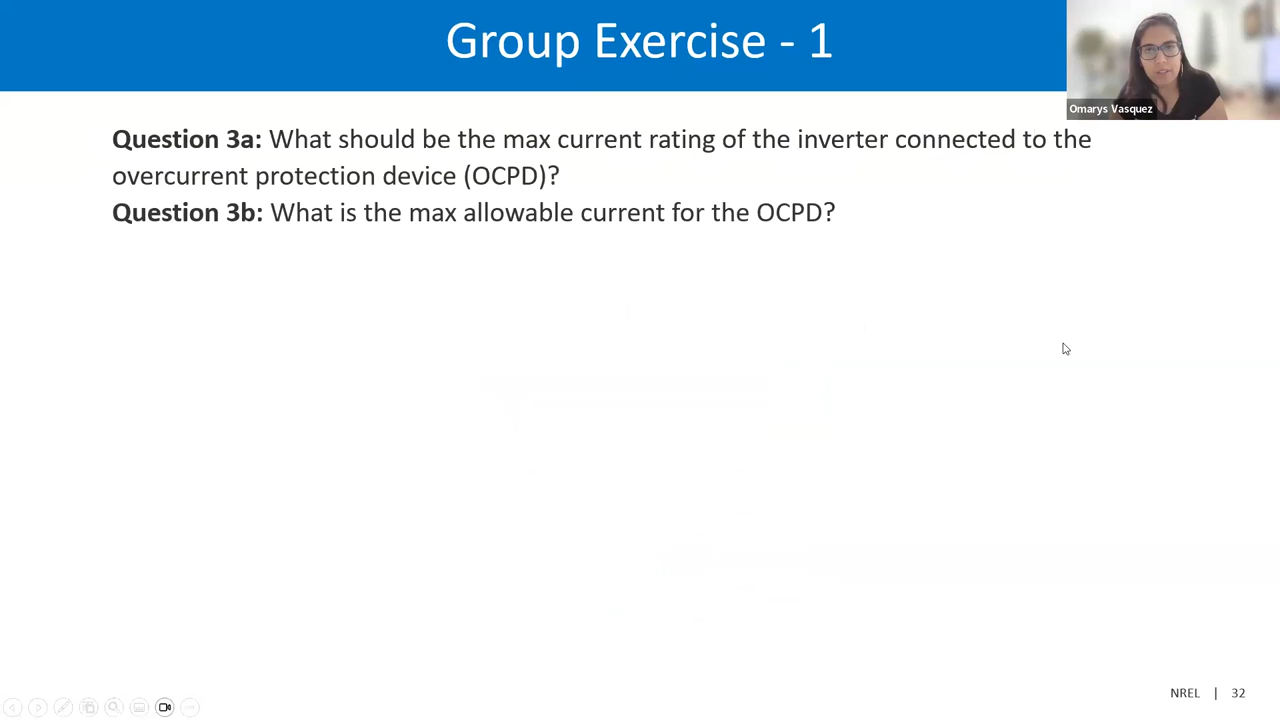 Group Exercise - 1
Omarys Vasquez
Question 3a: What should be the max current rating of the inverter connected to the
overcurrent protection device (OCPD)?
Question 3b: What is the max allowable current for the OCPD?
NREL | 32